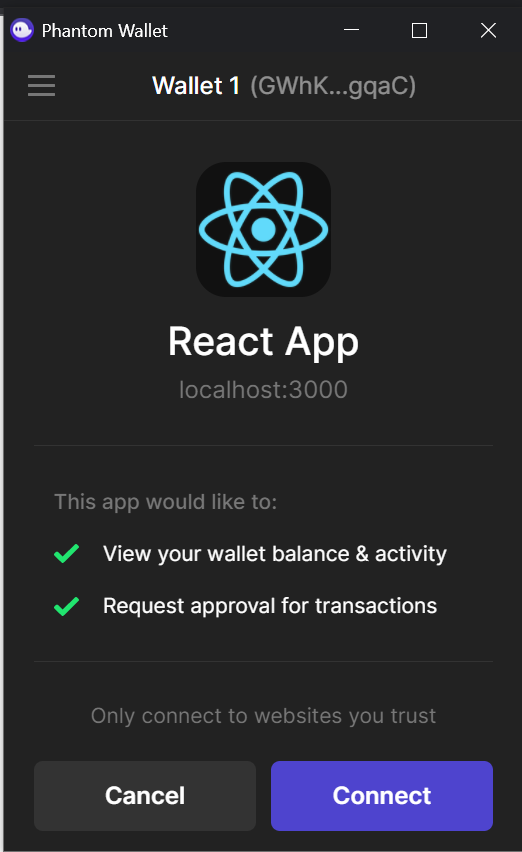 Phantom Wallet
Wallet 1 (GWhK...gqaC)
React App
localhost:3000
This app would like to:
View your wallet balance & activity
Request approval for transactions
Only connect to websites you trust
Cancel Connect